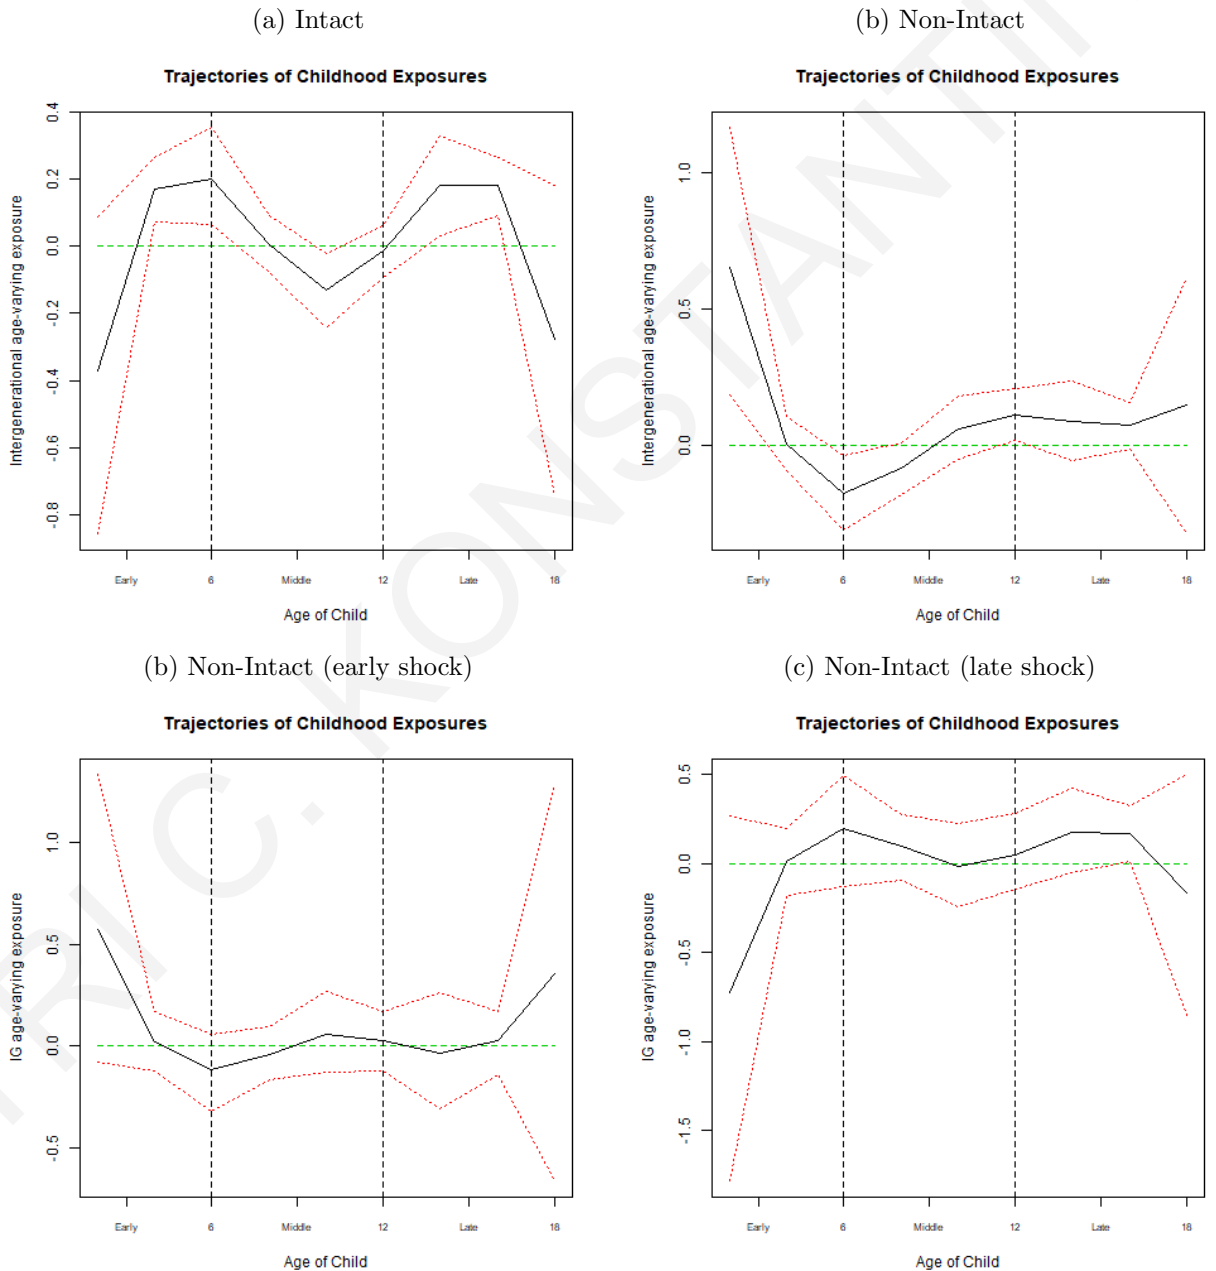 (a) Intact
(b) Non-Intact
Trajectories of Childhood Exposures
Intergenerational age-varying exposure
0.4
0.2
0.0
-0.2
-0.4
-0.6
-0.8
Early
6
Middle
12
Late
18
Age of Child
Trajectories of Childhood Exposures
Intergenerational age-varying exposure
1.0
0.5
0.0
Early
6
Middle
12
Late
18
Age of Child
(b) Non-Intact (early shock)
(c) Non-Intact (late shock)
Trajectories of Childhood Exposures
IG age-varying exposure
1.0
0.5
0.0
-0.5
Early
6
Middle
12
Late
18
Age of Child
Trajectories of Childhood Exposures
IG age-varying exposure
0.5
0.0
-0.5
-1.0
-1.5
Early
6
Middle
12
Late
18
Age of Child
C. KONSTANTI